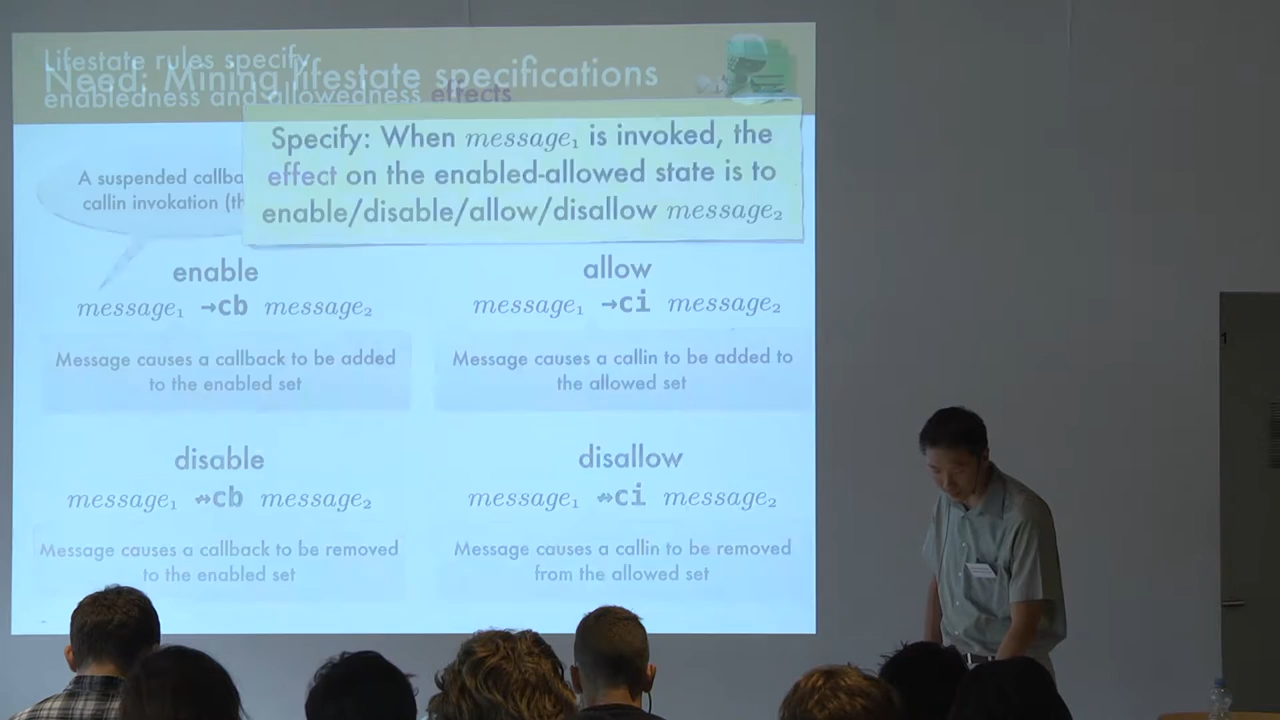 Lifestate rules specify
Need: Mining lifestate specifications
enabledness and allowedness effects
Specify: When message₁ is invoked, the
effect on the enabled-allowed state is to
enable/disable/allow/disallow message₂
A suspended
callin invokation
enable
message₁ →cb message₂
Message causes a callback to be added
to the enabled set
allow
message₁ →ci message₂
Message causes a callin to be added to
the allowed set
disable
message₁ ↛cb message₂
Message causes a callback to be removed
to the enabled set
disallow
message₁ ↛ci message₂
Message causes a callin to be removed
from the allowed set